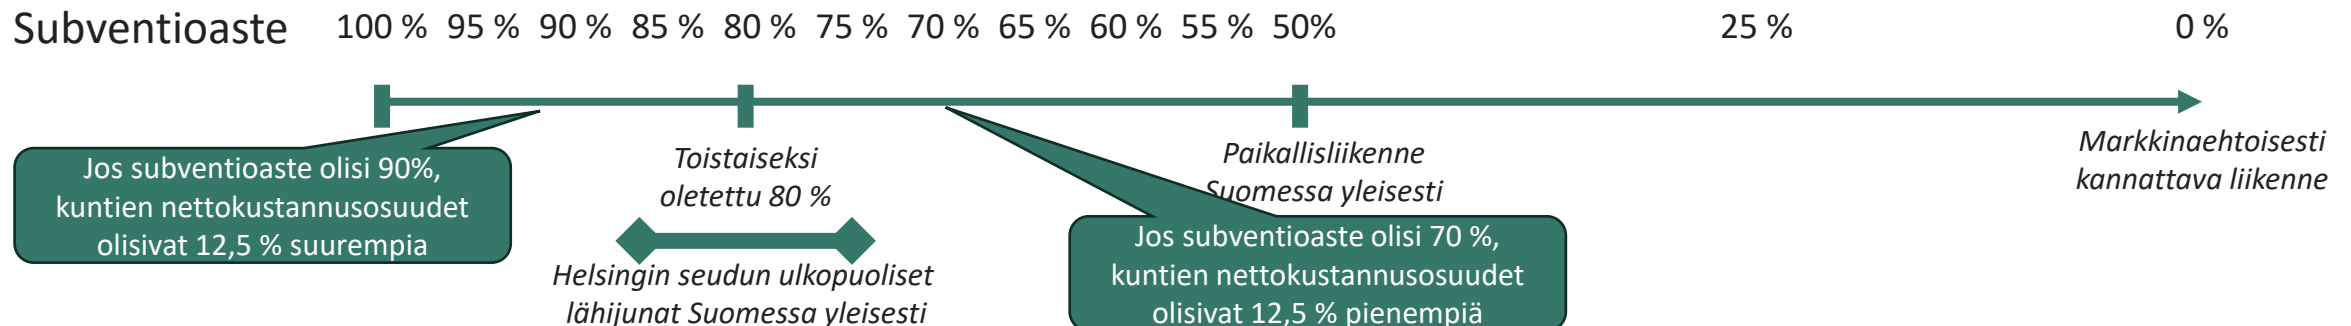 Subventioaste 100 % 95 % 90 % 85 % 80 % 75 % 70 % 65 % 60 % 55 % 50% 25 % 0 %
Jos subventioaste olisi 90%,
kuntien nettokustannusosuudet
olisivat 12,5 % suurempia
Toistaiseksi
oletettu 80 %
Helsingin seudun ulkopuoliset
lähijunat Suomessa yleisesti
Paikallisliikenne
Suomessa yleisesti
Jos subventioaste olisi 70 %,
kuntien nettokustannusosuudet
olisivat 12,5 % pienempiä
Markkinaehtoisesti
kannattava liikenne